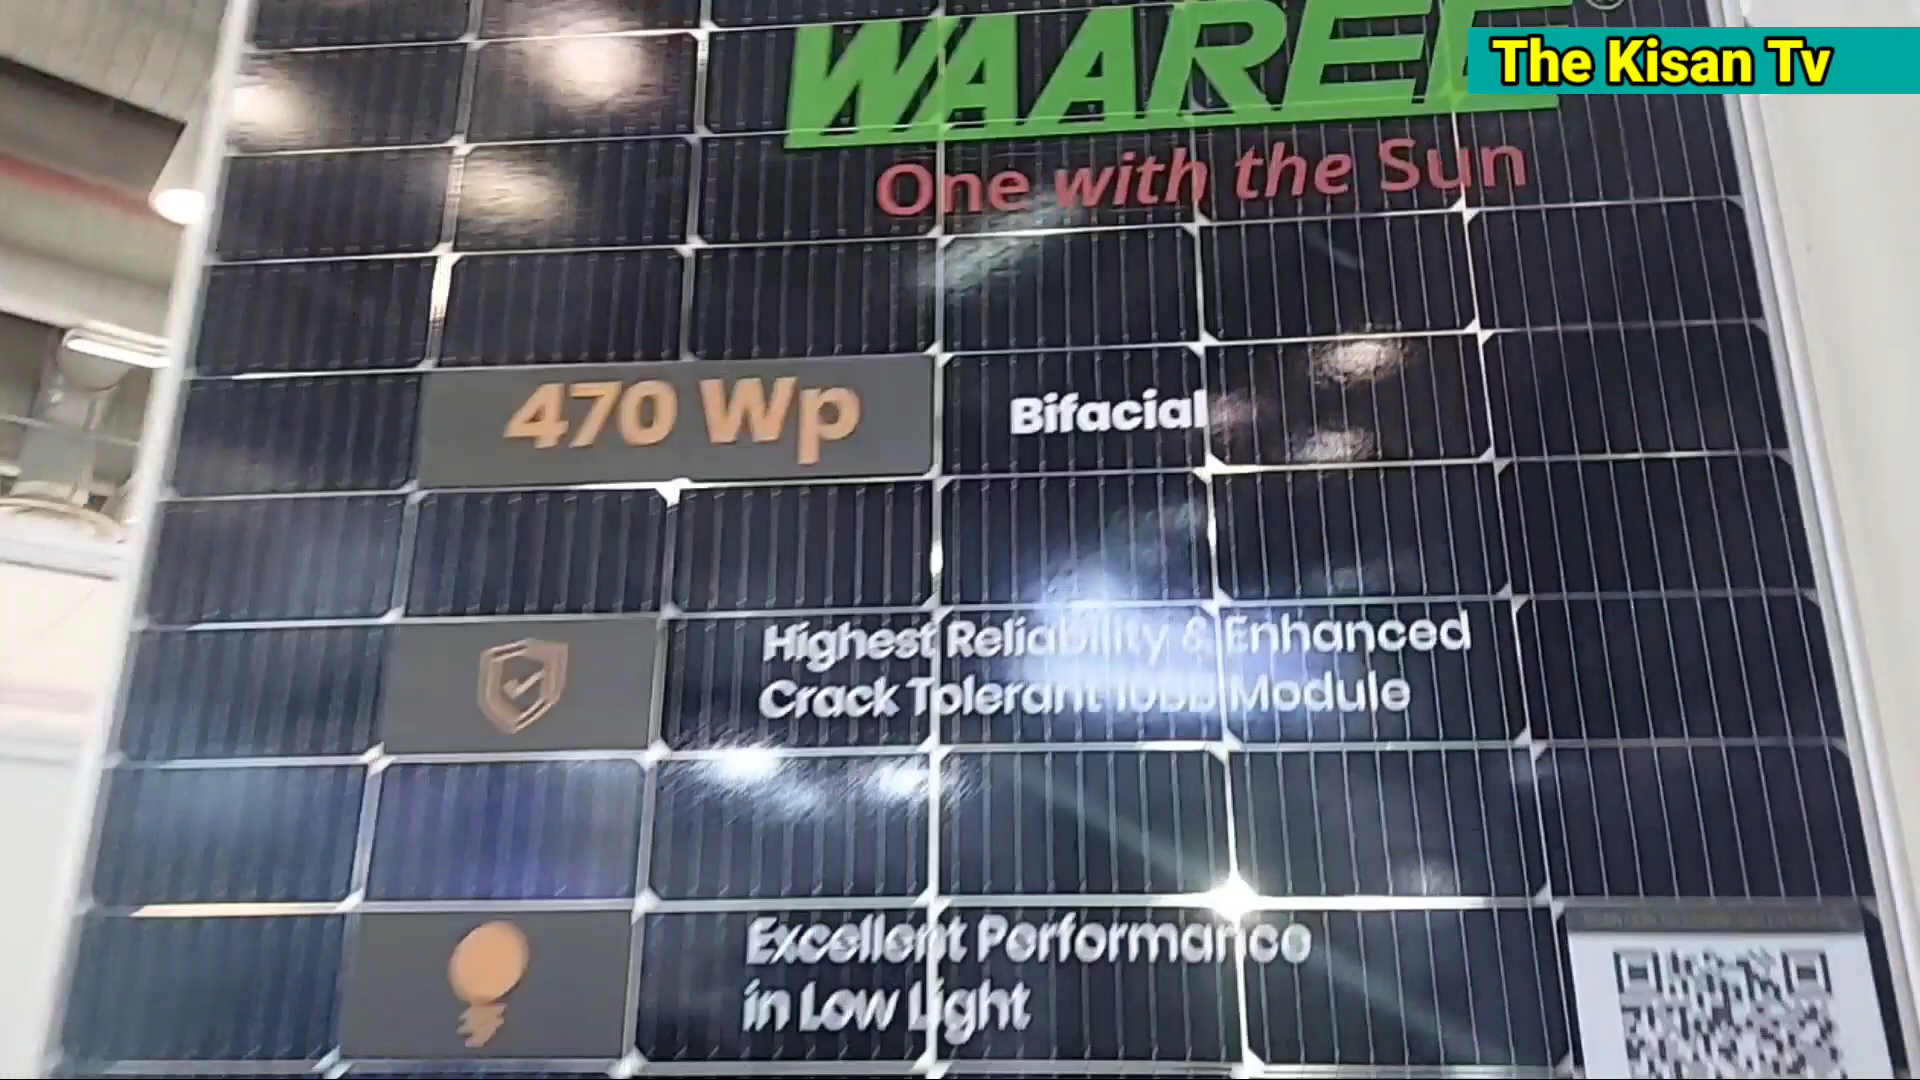 WAAREE
The Kisan Tv
One with the Sun
470 Wp
Bifacial
Highest Reliability & Enhanced
Crack Tolerant 10BB Module
Excellent Performance
in Low Light